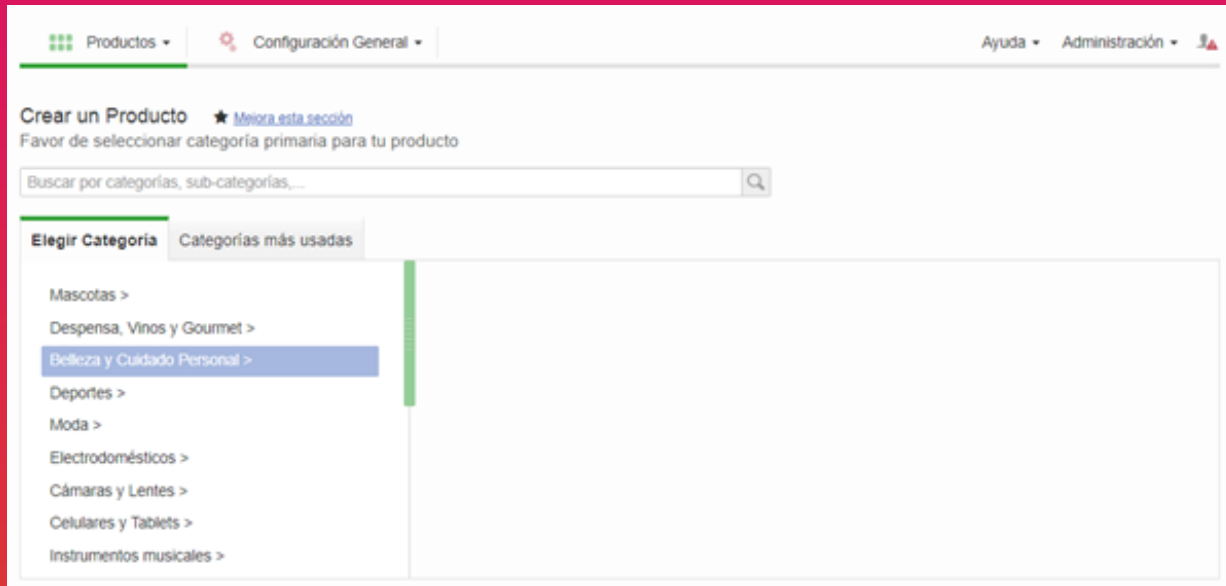 Productos
Configuración General
Ayuda
Administración
Crear un Producto
Mejora esta sección
Favor de seleccionar categoría primaria para tu producto
Buscar por categorías, sub-categorías,...
Elegir Categoría
Categorías más usadas
Mascotas >
Despensa, Vinos y Gourmet >
Belleza y Cuidado Personal >
Deportes >
Moda >
Electrodomésticos >
Cámaras y Lentes >
Celulares y Tablets >
Instrumentos musicales >